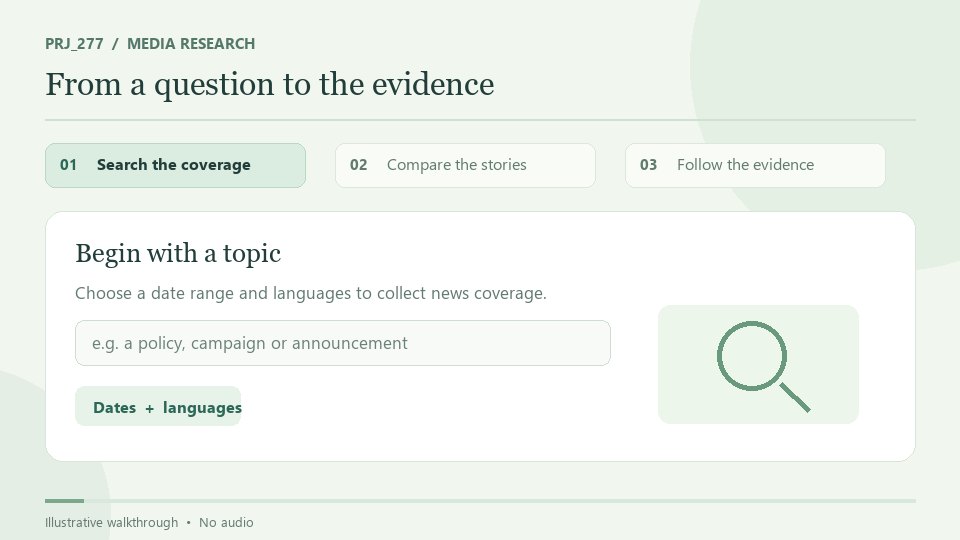 PRJ_277 / MEDIA RESEARCH
From a question to the evidence
01 Search the coverage
02 Compare the stories
03 Follow the evidence
Begin with a topic
Choose a date range and languages to collect news coverage.
e.g. a policy, campaign or announcement
Dates + languages
Illustrative walkthrough • No audio